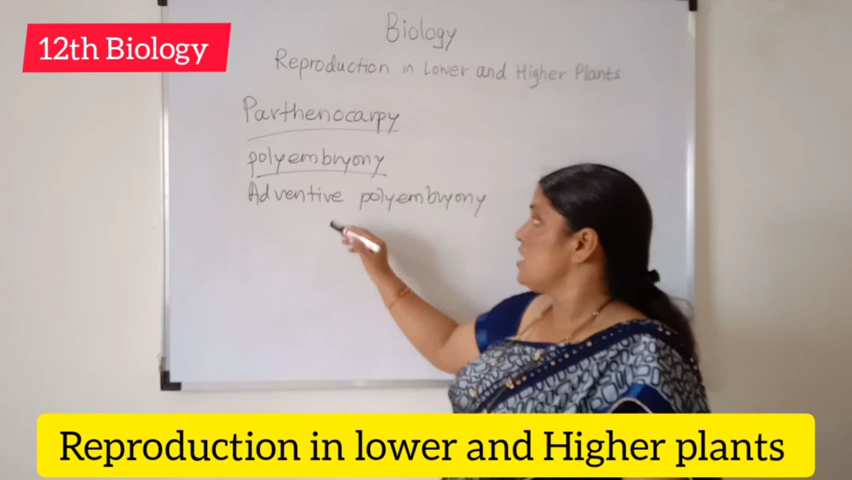 12th Biology
Biology
Reproduction in Lower and Higher Plants
Parthenocarpy
polyembryony
Adventive polyembryony
Reproduction in lower and Higher plants